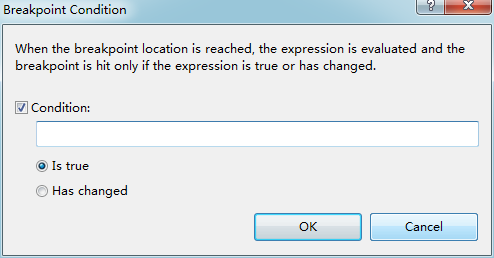 Breakpoint Condition
?
When the breakpoint location is reached, the expression is evaluated and the
breakpoint is hit only if the expression is true or has changed.
Condition:
Is true
Has changed
OK
Cancel